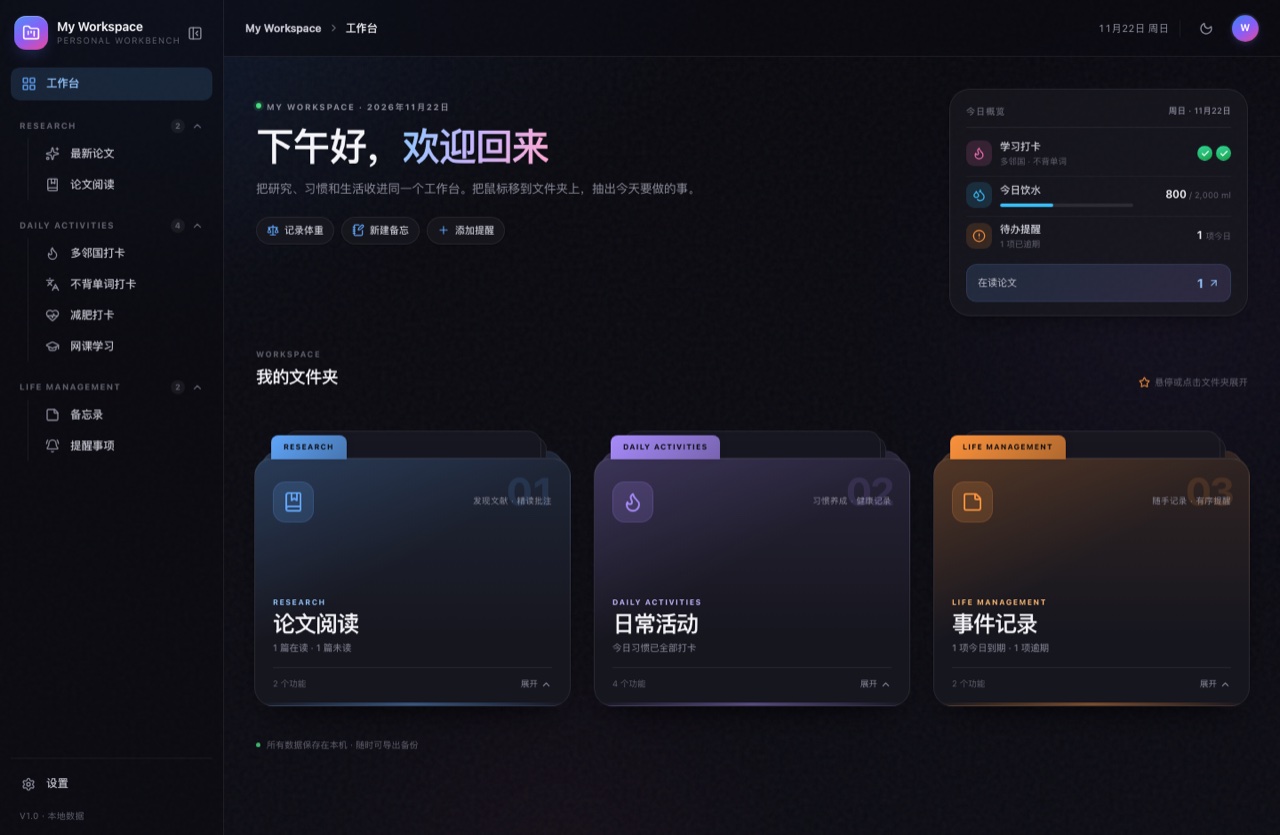 My Workspace
PERSONAL WORKBENCH
工作台
RESEARCH 2
最新论文
论文阅读
DAILY ACTIVITIES 4
多邻国打卡
不背单词打卡
减肥打卡
网课学习
LIFE MANAGEMENT 2
备忘录
提醒事项
设置
V1.0 · 本地数据
My Workspace 工作台
11月22日 周日
W
MY WORKSPACE · 2026年11月22日
下午好，欢迎回来
把研究、习惯和生活收进同一个工作台。把鼠标移到文件夹上，抽出今天要做的事。
记录体重 新建备忘 添加提醒
今日概览 周日 · 11月22日
学习打卡
多邻国 · 不背单词
今日饮水
800 / 2,000 ml
待办提醒
1 项已逾期
1 项今日
在读论文 1
WORKSPACE
我的文件夹
悬停或点击文件夹展开
RESEARCH
01
发现文献 · 精读批注
RESEARCH
论文阅读
1 篇在读 · 1 篇未读
2 个功能 展开
DAILY ACTIVITIES
02
习惯养成 · 健康记录
DAILY ACTIVITIES
日常活动
今日习惯已全部打卡
4 个功能 展开
LIFE MANAGEMENT
03
随手记录 · 有序提醒
LIFE MANAGEMENT
事件记录
1 项今日到期 · 1 项逾期
2 个功能 展开
所有数据保存在本机 · 随时可导出备份